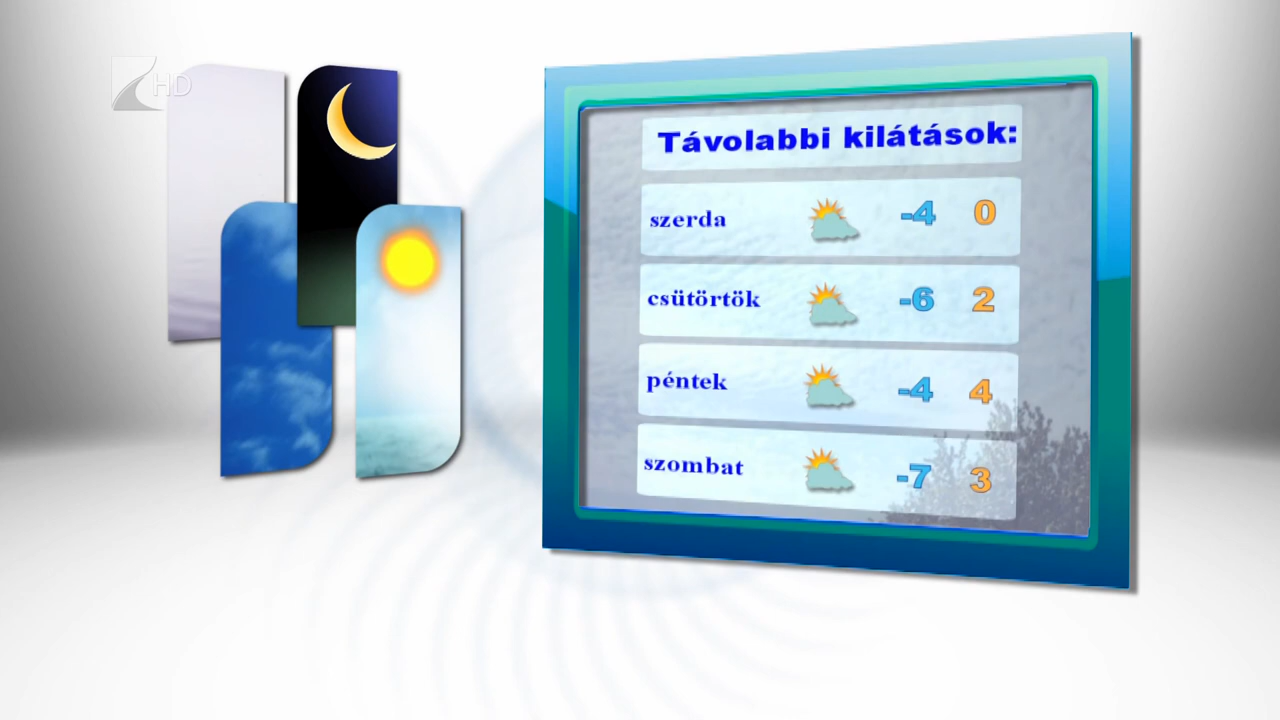 HD
Távolabbi kilátások:
szerda -4 0
csütörtök -6 2
péntek -4 4
szombat -7 3